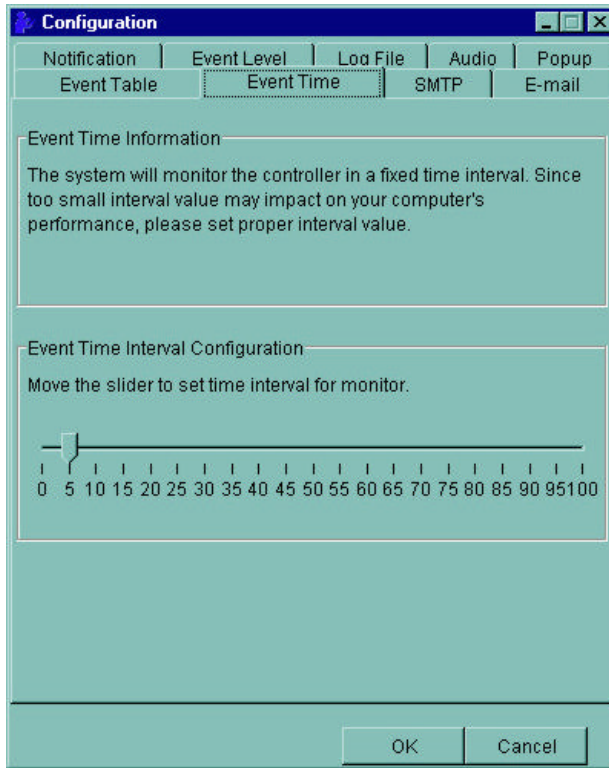 Configuration
Notification Event Level Log File Audio Popup
Event Table Event Time SMTP E-mail
Event Time Information
The system will monitor the controller in a fixed time interval. Since
too small interval value may impact on your computer's
performance, please set proper interval value.
Event Time Interval Configuration
Move the slider to set time interval for monitor.
0 5 10 15 20 25 30 35 40 45 50 55 60 65 70 75 80 85 90 95 100
OK Cancel